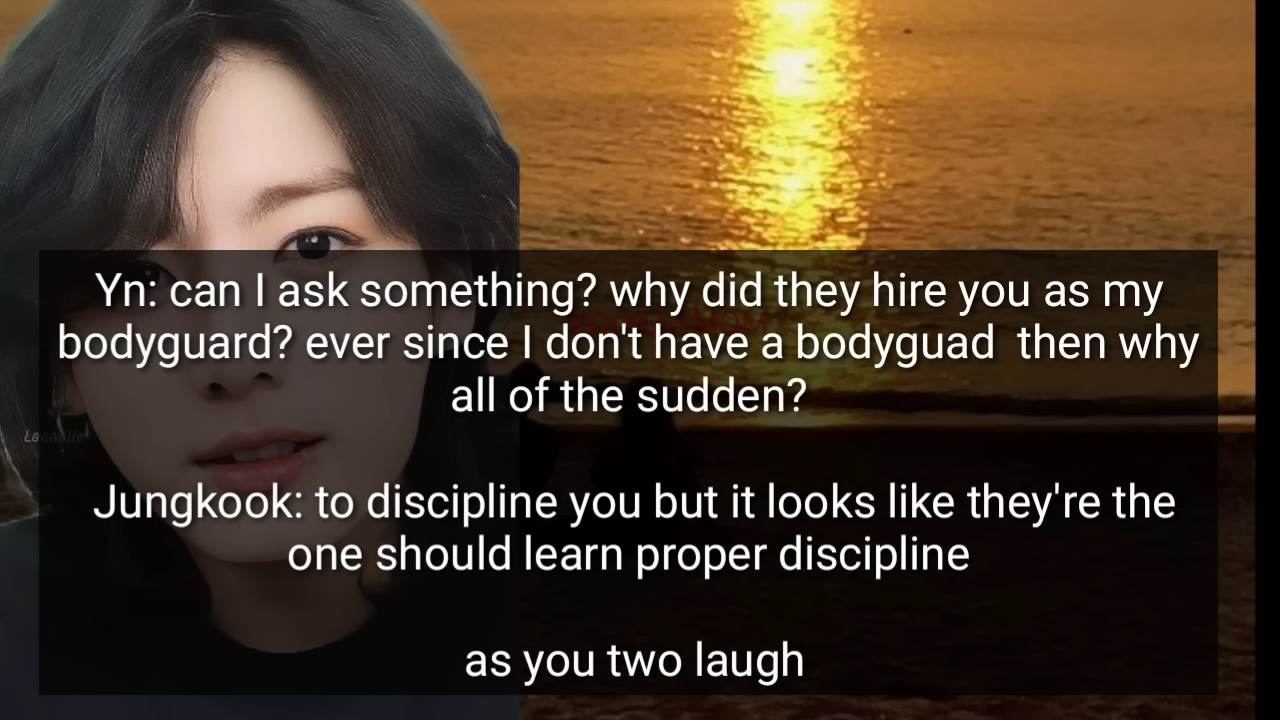 Yn: can I ask something? why did they hire you as my
bodyguard? ever since I don't have a bodyguad  then why
all of the sudden?
Jungkook: to discipline you but it looks like they're the
one should learn proper discipline
as you two laugh